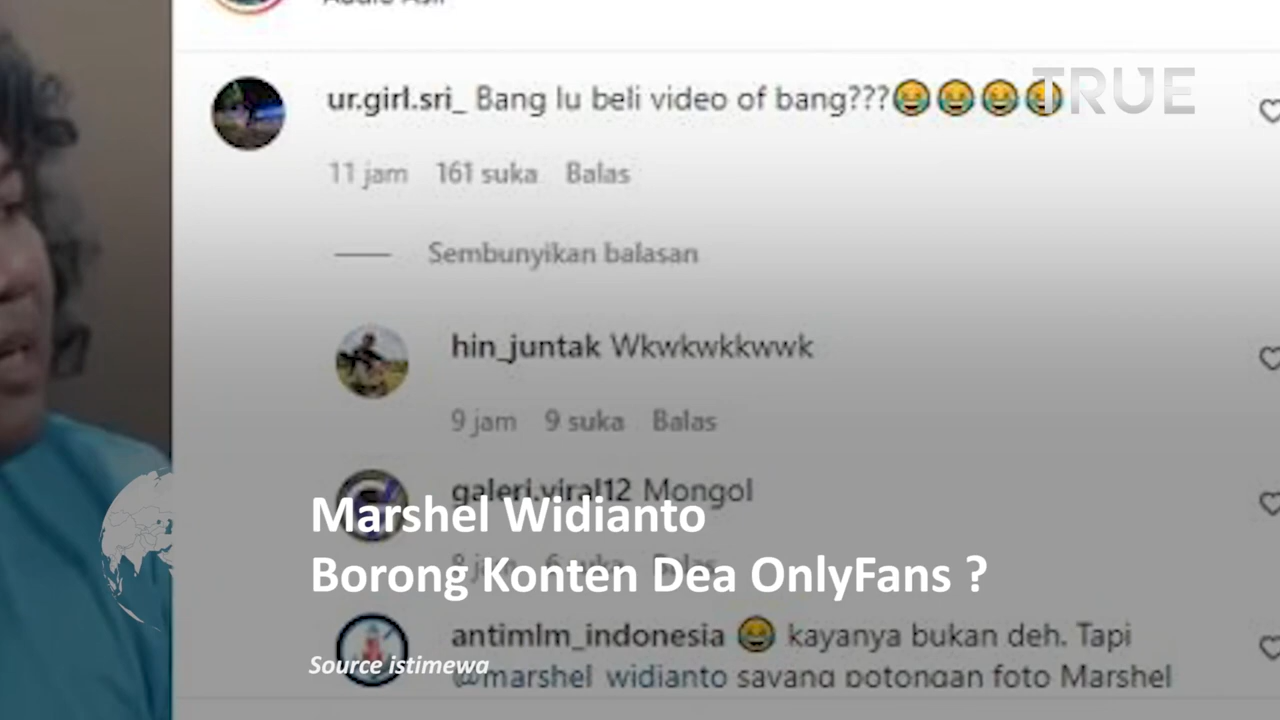 ur.girl.sri_ Bang lu beli video of bang???😂😂😂😂
TRUE
11 jam 161 suka Balas
Sembunyikan balasan
hin_juntak Wkwkwkkwwk
9 jam 9 suka Balas
galeri.viral12 Mongol
Marshel Widianto
Borong Konten Dea OnlyFans ?
antimlm_indonesia 😂 kayanya bukan deh. Tapi
@marshel_widianto sayang potongan foto Marshel
Source istimewa